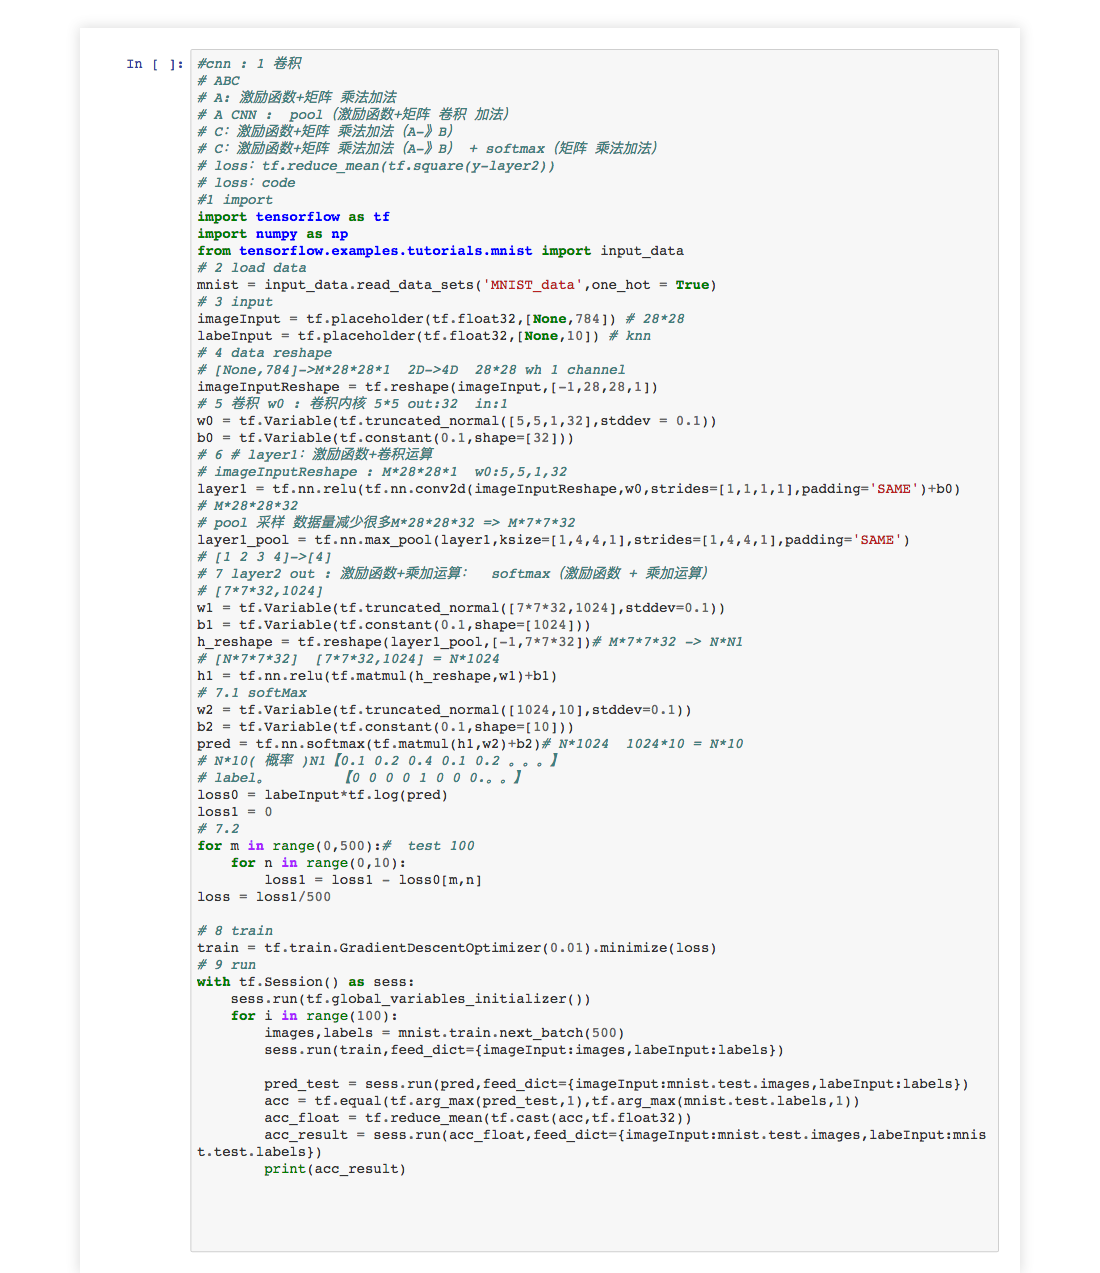 In [ ]: #cnn : 1 卷积
# ABC
# A: 激励函数+矩阵 乘法加法
# A CNN :  pool（激励函数+矩阵 卷积 加法）
# C：激励函数+矩阵 乘法加法（A-》B）
# C：激励函数+矩阵 乘法加法（A-》B） + softmax（矩阵 乘法加法）
# loss：tf.reduce_mean(tf.square(y-layer2))
# loss：code
#1 import
import tensorflow as tf
import numpy as np
from tensorflow.examples.tutorials.mnist import input_data
# 2 load data
mnist = input_data.read_data_sets('MNIST_data',one_hot = True)
# 3 input
imageInput = tf.placeholder(tf.float32,[None,784]) # 28*28
labeInput = tf.placeholder(tf.float32,[None,10]) # knn
# 4 data reshape
# [None,784]->M*28*28*1  2D->4D  28*28 wh 1 channel
imageInputReshape = tf.reshape(imageInput,[-1,28,28,1])
# 5 卷积 w0 : 卷积内核 5*5 out:32  in:1
w0 = tf.Variable(tf.truncated_normal([5,5,1,32],stddev = 0.1))
b0 = tf.Variable(tf.constant(0.1,shape=[32]))
# 6 # layer1：激励函数+卷积运算
# imageInputReshape : M*28*28*1  w0:5,5,1,32
layer1 = tf.nn.relu(tf.nn.conv2d(imageInputReshape,w0,strides=[1,1,1,1],padding='SAME')+b0)
# M*28*28*32
# pool 采样 数据量减少很多M*28*28*32 => M*7*7*32
layer1_pool = tf.nn.max_pool(layer1,ksize=[1,4,4,1],strides=[1,4,4,1],padding='SAME')
# [1 2 3 4]->[4]
# 7 layer2 out : 激励函数+乘加运算：  softmax（激励函数 + 乘加运算）
# [7*7*32,1024]
w1 = tf.Variable(tf.truncated_normal([7*7*32,1024],stddev=0.1))
b1 = tf.Variable(tf.constant(0.1,shape=[1024]))
h_reshape = tf.reshape(layer1_pool,[-1,7*7*32])# M*7*7*32 -> N*N1
# [N*7*7*32]  [7*7*32,1024] = N*1024
h1 = tf.nn.relu(tf.matmul(h_reshape,w1)+b1)
# 7.1 softMax
w2 = tf.Variable(tf.truncated_normal([1024,10],stddev=0.1))
b2 = tf.Variable(tf.constant(0.1,shape=[10]))
pred = tf.nn.softmax(tf.matmul(h1,w2)+b2)# N*1024  1024*10 = N*10
# N*10( 概率 )N1【0.1 0.2 0.4 0.1 0.2 。。。】
# label。        【0 0 0 0 1 0 0 0.。。】
loss0 = labeInput*tf.log(pred)
loss1 = 0
# 7.2
for m in range(0,500):#  test 100
    for n in range(0,10):
        loss1 = loss1 - loss0[m,n]
loss = loss1/500
# 8 train
train = tf.train.GradientDescentOptimizer(0.01).minimize(loss)
# 9 run
with tf.Session() as sess:
    sess.run(tf.global_variables_initializer())
    for i in range(100):
        images,labels = mnist.train.next_batch(500)
        sess.run(train,feed_dict={imageInput:images,labeInput:labels})
        pred_test = sess.run(pred,feed_dict={imageInput:mnist.test.images,labeInput:labels})
        acc = tf.equal(tf.arg_max(pred_test,1),tf.arg_max(mnist.test.labels,1))
        acc_float = tf.reduce_mean(tf.cast(acc,tf.float32))
        acc_result = sess.run(acc_float,feed_dict={imageInput:mnist.test.images,labeInput:mnis
t.test.labels})
        print(acc_result)